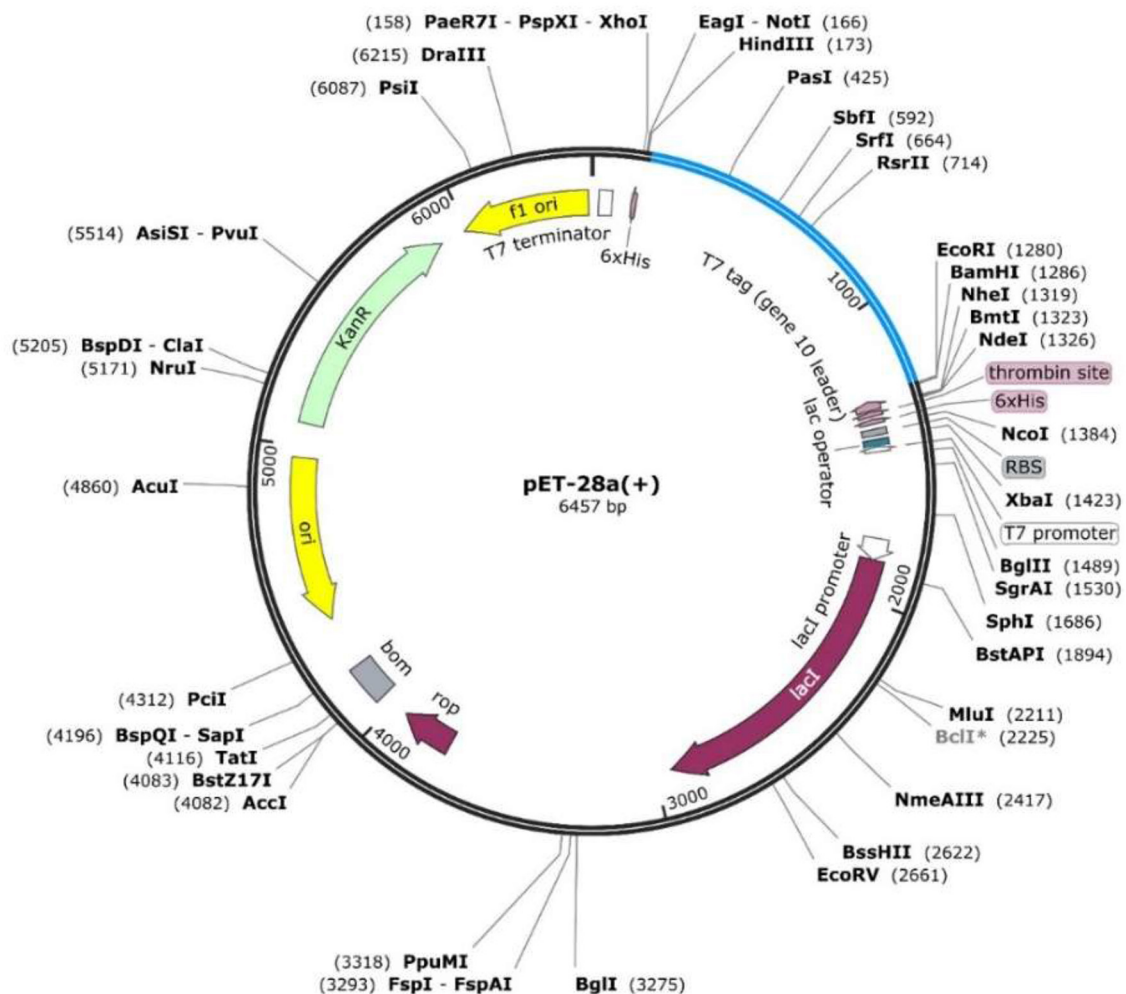 (158) PaeR7I - PspXI - XhoI
(6215) DraIII
(6087) PsiI
EagI - NotI (166)
HindIII (173)
PasI (425)
SbfI (592)
SrfI (664)
RsrII (714)
(5514) AsiSI - PvuI
(5205) BspDI - ClaI
(5171) NruI
(4860) AcuI
(4312) PciI
(4196) BspQI - SapI
(4116) TatI
(4083) BstZ17I
(4082) AccI
(3318) PpuMI
(3293) FspI - FspAI
BglI (3275)
EcoRI (1280)
BamHI (1286)
NheI (1319)
BmtI (1323)
NdeI (1326)
thrombin site
6xHis
NcoI (1384)
RBS
XbaI (1423)
T7 promoter
BglII (1489)
SgrAI (1530)
SphI (1686)
BstAPI (1894)
MluI (2211)
BclI* (2225)
NmeAIII (2417)
BssHII (2622)
EcoRV (2661)
6000
f1 ori
T7 terminator
6xHis
T7 tag (gene 10 leader)
1000
lac operator
KanR
5000
ori
pET-28a(+)
6457 bp
lacI promoter
2000
lacI
3000
bom
rop
4000